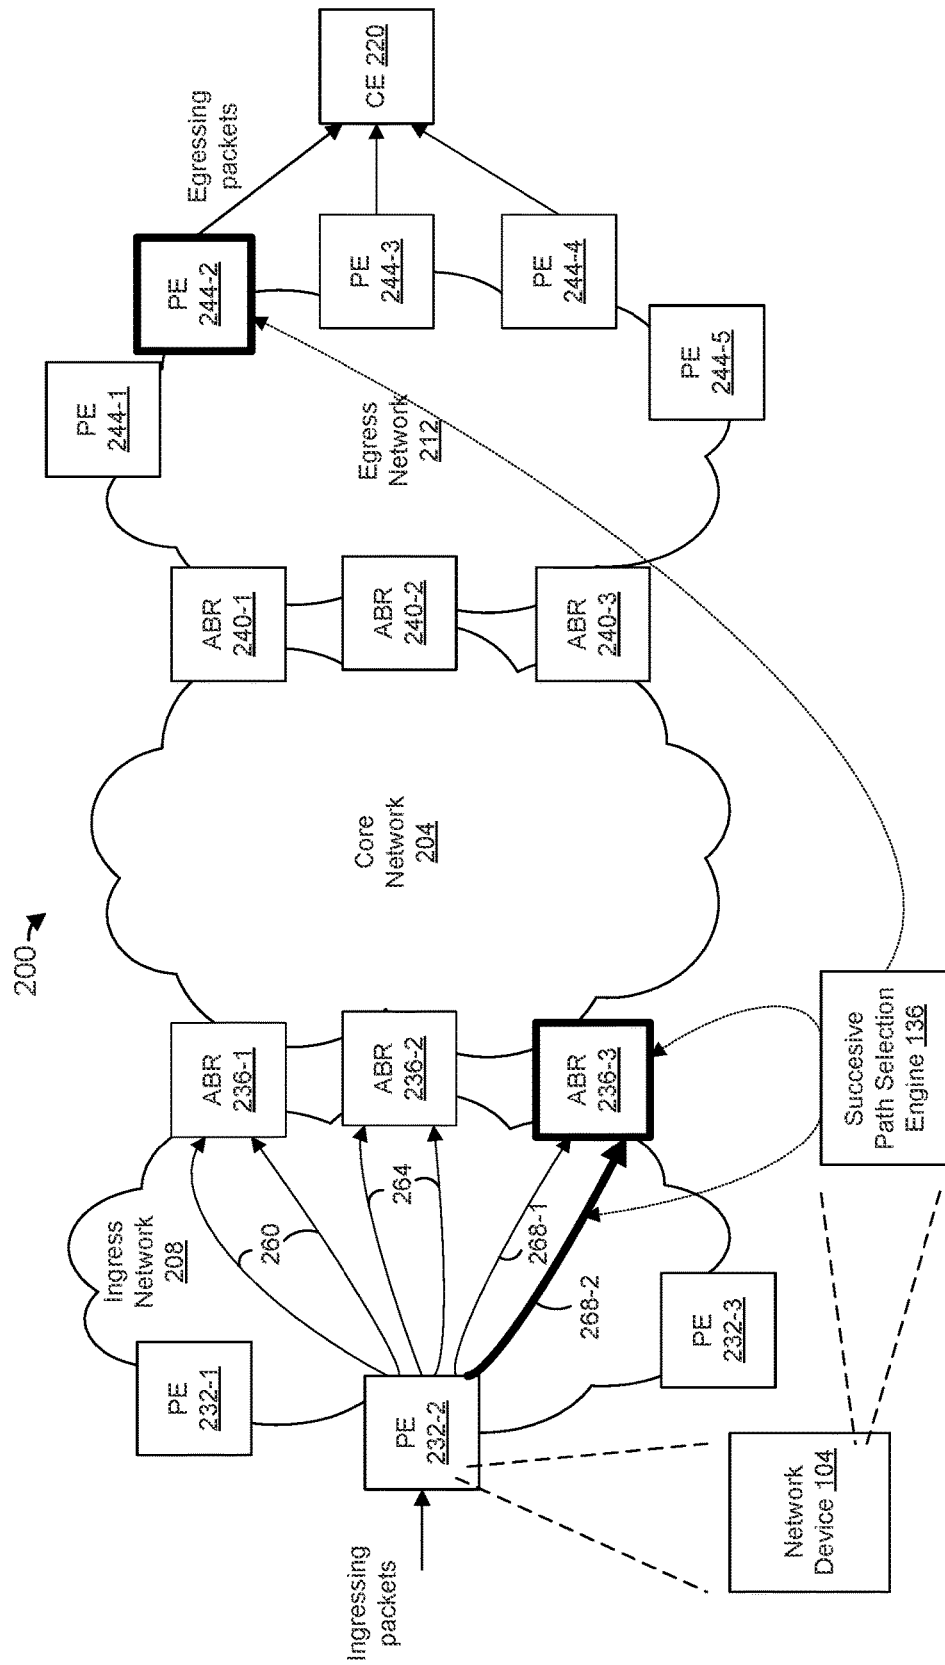 200
Ingressing
packets
PE
232-1
PE
232-2
PE
232-3
Ingress
Network
208
260
264
268-1
268-2
ABR
236-1
ABR
236-2
ABR
236-3
Core
Network
204
ABR
240-1
ABR
240-2
ABR
240-3
Egress
Network
212
PE
244-1
PE
244-2
PE
244-3
PE
244-4
PE
244-5
Egressing
packets
CE 220
Network
Device 104
Succesive
Path Selection
Engine 136